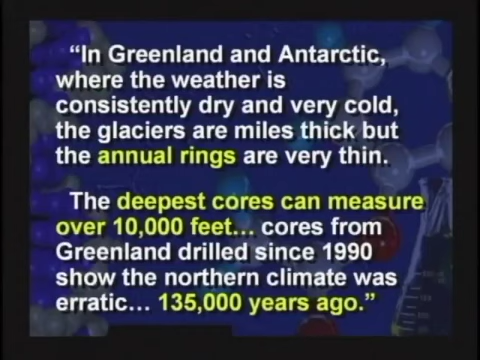 “In Greenland and Antarctic,
where the weather is
consistently dry and very cold,
the glaciers are miles thick but
the annual rings are very thin.
The deepest cores can measure
over 10,000 feet... cores from
Greenland drilled since 1990
show the northern climate was
erratic... 135,000 years ago.”